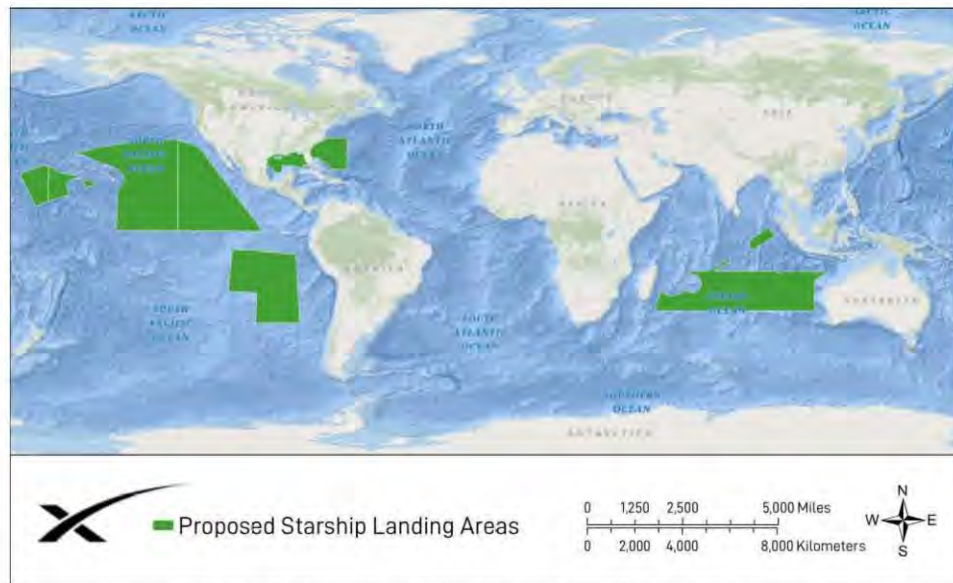 ARCTIC
OCEAN
ARCTIC
OCEAN
EUROPE
ASIA
NORTH
ATLANTIC
OCEAN
AFRICA
SOUTH
PACIFIC
OCEAN
SOUTH
ATLANTIC
OCEAN
AUSTRALIA
SOUTHERN
OCEAN
ANTARCTICA
Proposed Starship Landing Areas
0 1,250 2,500 5,000 Miles
0 2,000 4,000 8,000 Kilometers
N
W E
S